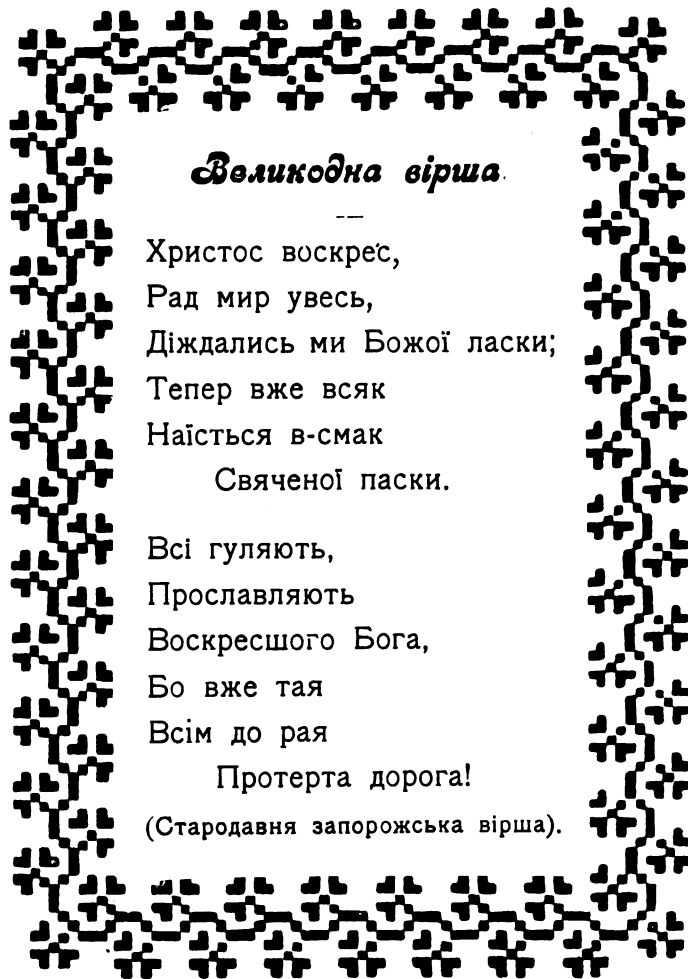 Великодна вірша
Христос воскрес,
Рад мир увесь,
Діждались ми Божої ласки;
Тепер вже всяк
Наїсться в-смак
Свяченої паски.
Всі гуляють,
Прославляють
Воскресшого Бога,
Бо вже тая
Всім до рая
Протерта дорога!
(Стародавня запорожська вірша).